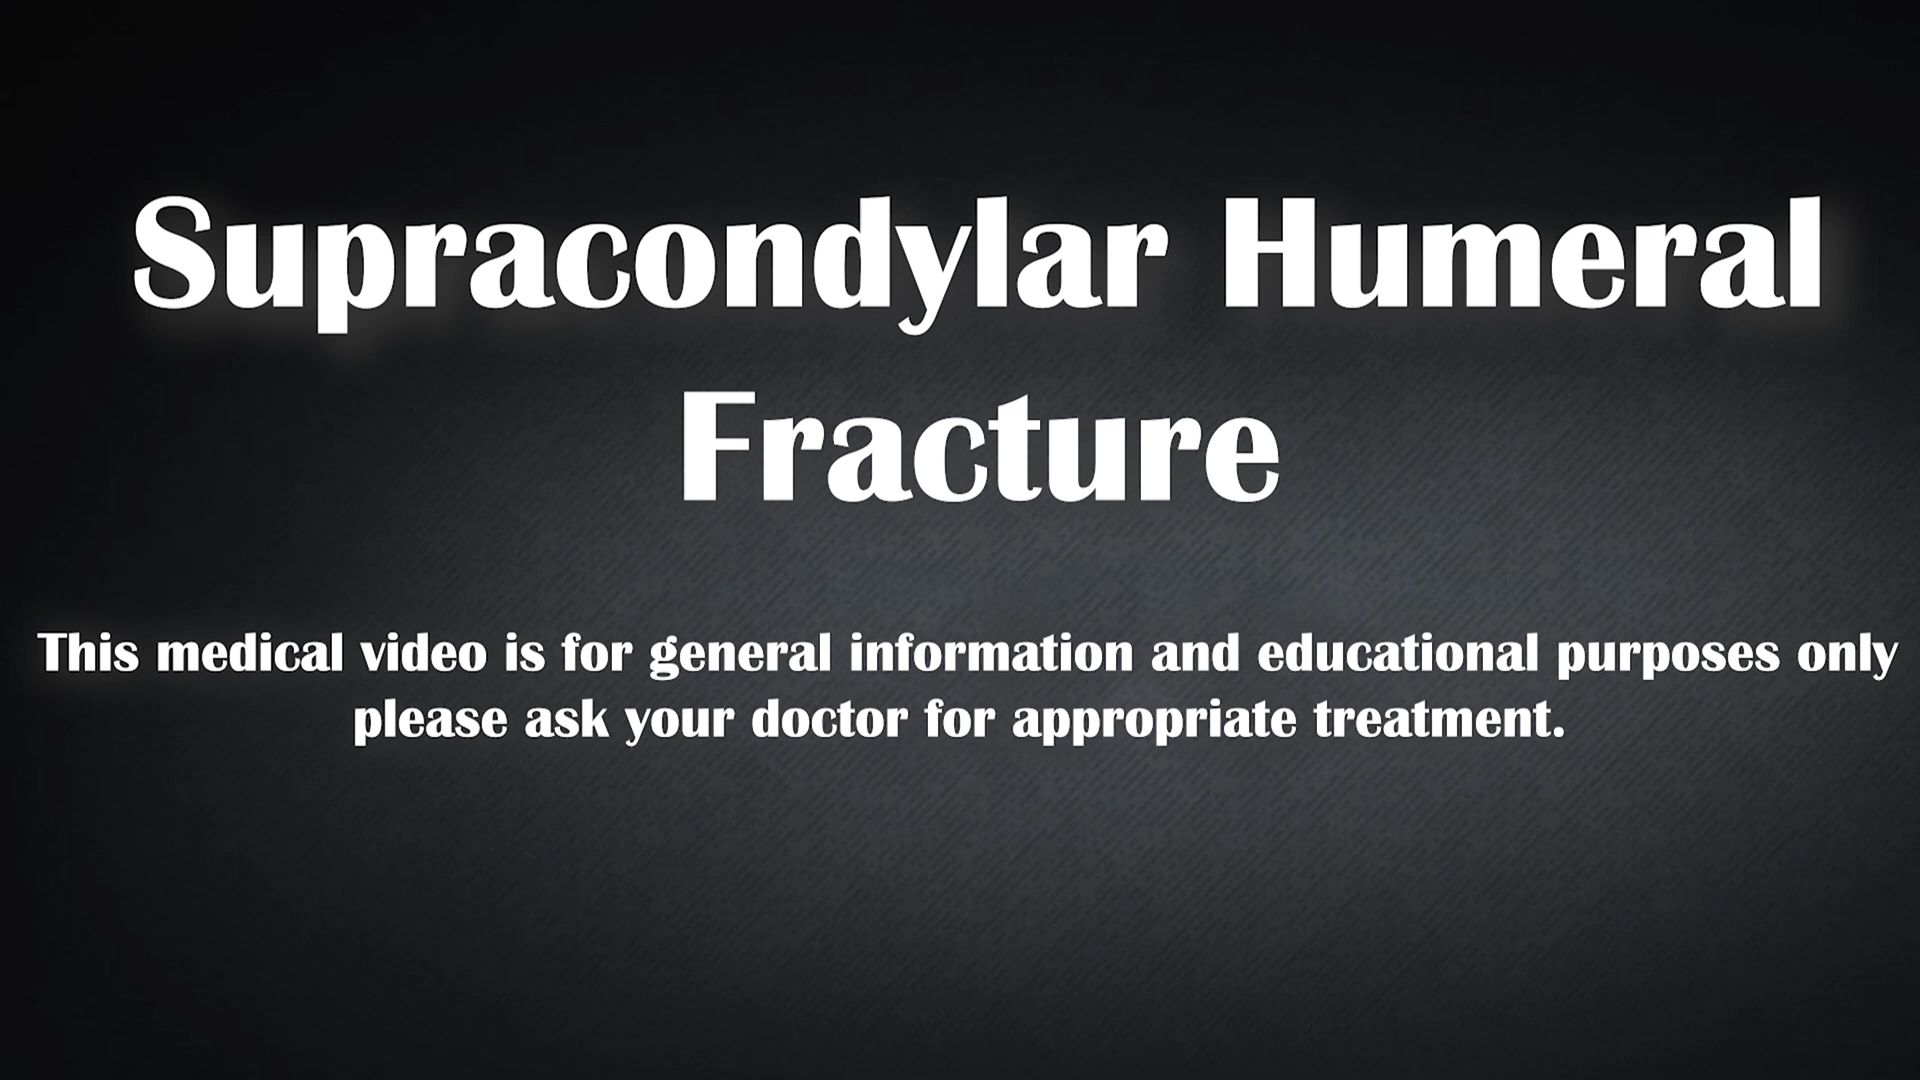 Supracondylar Humeral
Fracture
This medical video is for general information and educational purposes only
please ask your doctor for appropriate treatment.